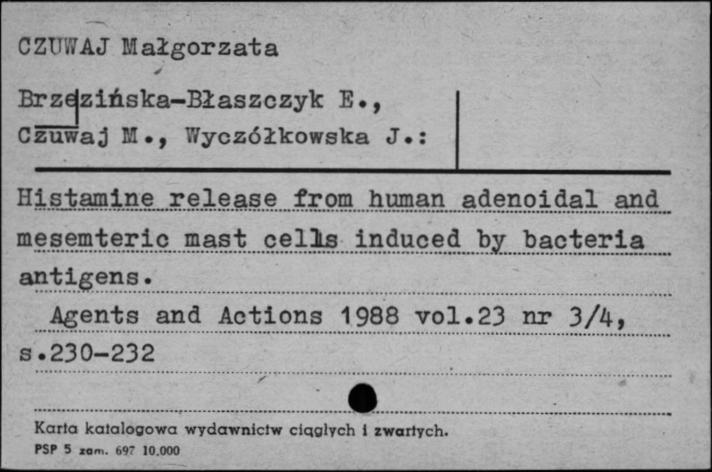 CZUWAJ Małgorzata
Brzezińska-Błaszczyk E.,
Czuwaj M., Wyczółkowska J.:
Histamine release from human adenoidal and
mesemteric mast cells induced by bacteria
antigens.
Agents and Actions 1988 vol.23 nr 3/4,
s.230-232
Karta katalogowa wydawnictw ciągłych i zwartych.
PSP 5 zam. 697 10.000